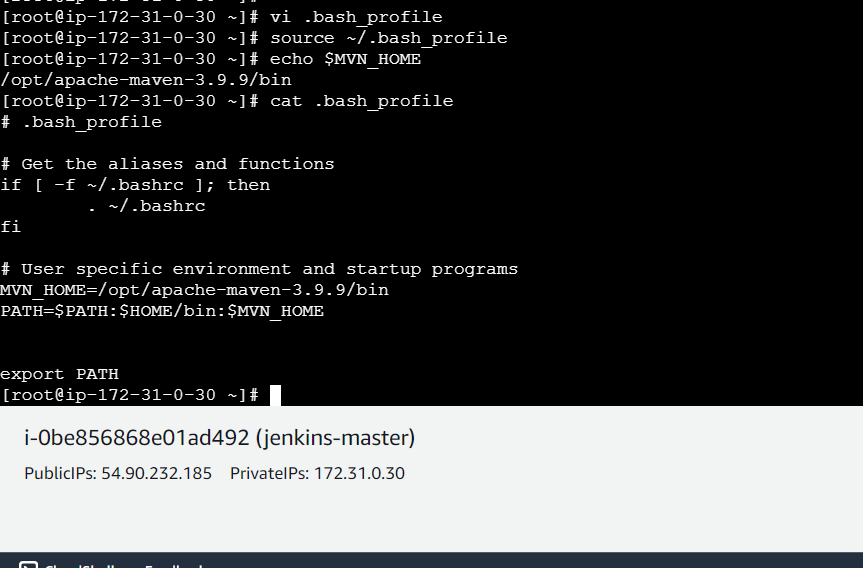 [root@ip-172-31-0-30 ~]# vi .bash_profile
[root@ip-172-31-0-30 ~]# source ~/.bash_profile
[root@ip-172-31-0-30 ~]# echo $MVN_HOME
/opt/apache-maven-3.9.9/bin
[root@ip-172-31-0-30 ~]# cat .bash_profile
# .bash_profile
# Get the aliases and functions
if [ -f ~/.bashrc ]; then
        . ~/.bashrc
fi
# User specific environment and startup programs
MVN_HOME=/opt/apache-maven-3.9.9/bin
PATH=$PATH:$HOME/bin:$MVN_HOME
export PATH
[root@ip-172-31-0-30 ~]#
i-0be856868e01ad492 (jenkins-master)
PublicIPs: 54.90.232.185 PrivateIPs: 172.31.0.30